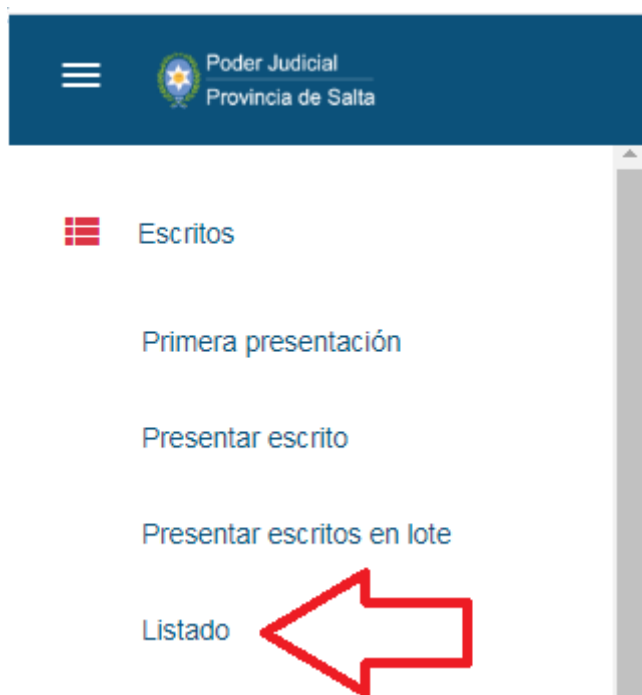 Poder Judicial
Provincia de Salta
Escritos
Primera presentación
Presentar escrito
Presentar escritos en lote
Listado